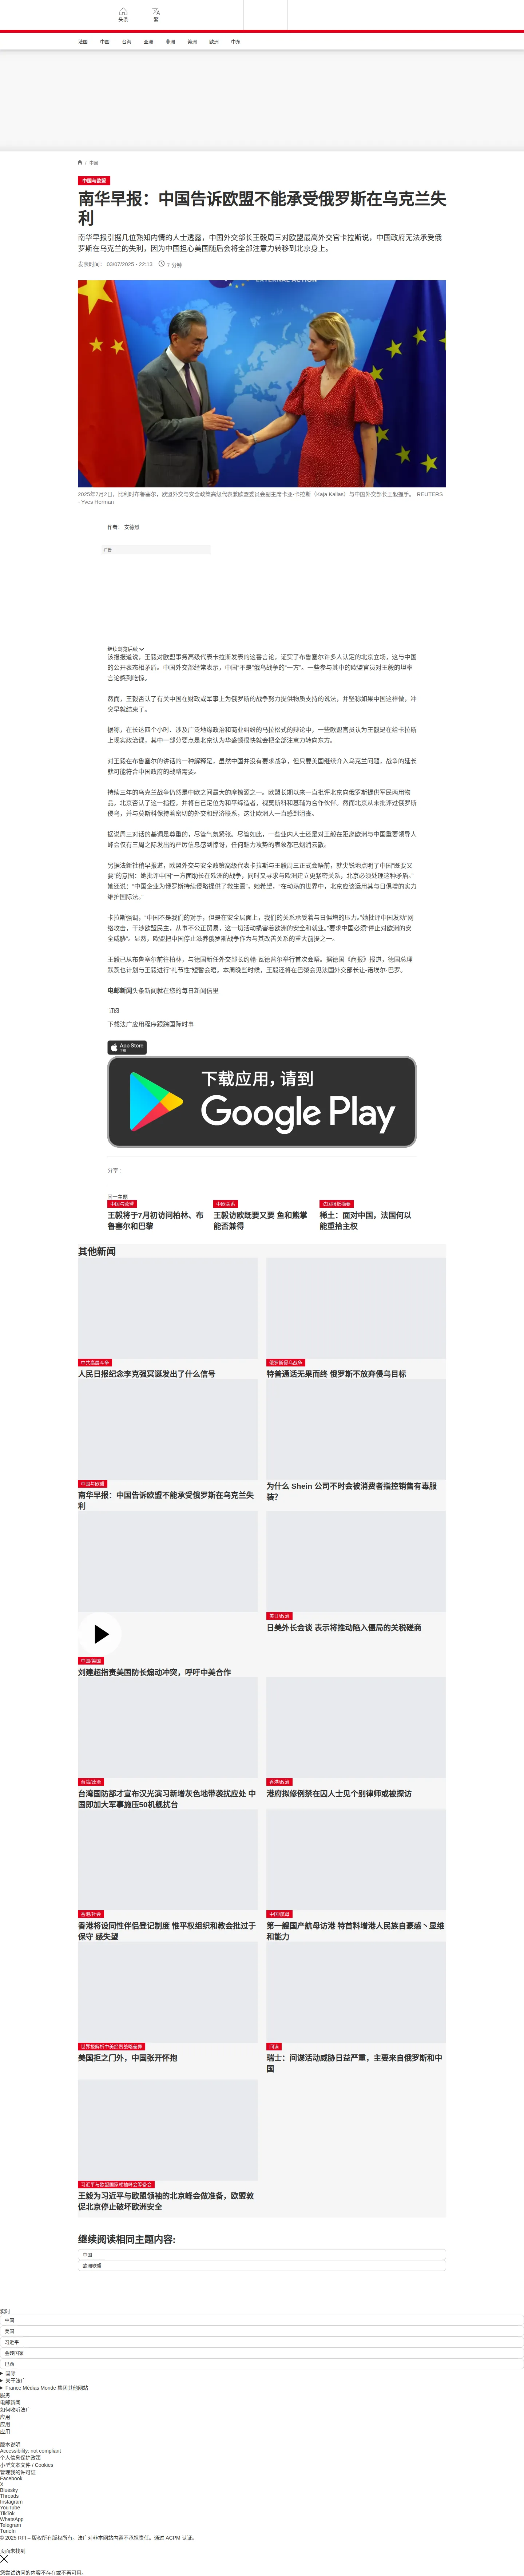 头条
繁
法国
中国
台海
亚洲
非洲
美洲
欧洲
中东
/ 中国
中国与欧盟
南华早报：中国告诉欧盟不能承受俄罗斯在乌克兰失
利
南华早报引据几位熟知内情的人士透露，中国外交部长王毅周三对欧盟最高外交官卡拉斯说，中国政府无法承受俄
罗斯在乌克兰的失利，因为中国担心美国随后会将全部注意力转移到北京身上。
发表时间： 03/07/2025 - 22:13
7 分钟
2025年7月2日，比利时布鲁塞尔，欧盟外交与安全政策高级代表兼欧盟委员会副主席卡亚·卡拉斯（Kaja Kallas）与中国外交部长王毅握手。 REUTERS
- Yves Herman
作者： 安德烈
广告
继续浏览后续
该报报道说，王毅对欧盟事务高级代表卡拉斯发表的这番言论，证实了布鲁塞尔许多人认定的北京立场，这与中国
的公开表态相矛盾。中国外交部经常表示，中国“不是”俄乌战争的“一方”。一些参与其中的欧盟官员对王毅的坦率
言论感到吃惊。
然而，王毅否认了有关中国在财政或军事上为俄罗斯的战争努力提供物质支持的说法，并坚称如果中国这样做，冲
突早就结束了。
据称，在长达四个小时、涉及广泛地缘政治和商业纠纷的马拉松式的辩论中，一些欧盟官员认为王毅是在给卡拉斯
上现实政治课，其中一部分要点是北京认为华盛顿很快就会把全部注意力转向东方。
对王毅在布鲁塞尔的讲话的一种解释是，虽然中国并没有要求战争，但只要美国继续介入乌克兰问题，战争的延长
就可能符合中国政府的战略需要。
持续三年的乌克兰战争仍然是中欧之间最大的摩擦源之一。欧盟长期以来一直批评北京向俄罗斯提供军民两用物
品。北京否认了这一指控，并将自己定位为和平缔造者，视莫斯科和基辅为合作伙伴。然而北京从未批评过俄罗斯
侵乌，并与莫斯科保持着密切的外交和经济联系，这让欧洲人一直感到沮丧。
据说周三对话的基调是尊重的，尽管气氛紧张。尽管如此，一些业内人士还是对王毅在距离欧洲与中国重要领导人
峰会仅有三周之际发出的严厉信息感到惊讶，任何魅力攻势的表象都已烟消云散。
另据法新社稍早报道，欧盟外交与安全政策高级代表卡拉斯与王毅周三正式会晤前，就尖锐地点明了中国“既要又
要”的意图：她批评中国“一方面助长在欧洲的战争，同时又寻求与欧洲建立更紧密关系，北京必须处理这种矛盾。”
她还说：“中国企业为俄罗斯持续侵略提供了救生圈”，她希望，“在动荡的世界中，北京应该运用其与日俱增的实力
维护国际法。”
卡拉斯强调，“中国不是我们的对手，但是在安全层面上，我们的关系承受着与日俱增的压力。”她批评中国发动“网
络攻击，干涉欧盟民主，从事不公正贸易，这一切活动损害着欧洲的安全和就业。”要求中国必须“停止对欧洲的安
全威胁”。显然，欧盟把中国停止滋养俄罗斯战争作为与其改善关系的重大前提之一。
王毅已从布鲁塞尔前往柏林，与德国新任外交部长约翰·瓦德普尔举行首次会晤。据德国《商报》报道，德国总理
默茨也计划与王毅进行“礼节性”短暂会晤。本周晚些时候，王毅还将在巴黎会见法国外交部长让-诺埃尔·巴罗。
电邮新闻头条新闻就在您的每日新闻信里
订阅
下载法广应用程序跟踪国际时事
App Store
下载应用，请到
Google Play
分享 :
同一主题
中国与欧盟
王毅将于7月初访问柏林、布
鲁塞尔和巴黎
中欧关系
王毅访欧既要又要 鱼和熊掌
能否兼得
法国报纸摘要
稀土：面对中国，法国何以
能重拾主权
其他新闻
中共高层斗争
人民日报纪念李克强冥诞发出了什么信号
俄罗斯侵乌战争
特普通话无果而终 俄罗斯不放弃侵乌目标
中国与欧盟
南华早报：中国告诉欧盟不能承受俄罗斯在乌克兰失
利
为什么 Shein 公司不时会被消费者指控销售有毒服
装?
中国/美国
刘建超指责美国防长煽动冲突，呼吁中美合作
美日/政治
日美外长会谈 表示将推动陷入僵局的关税磋商
台湾/政治
台湾国防部才宣布汉光演习新增灰色地带袭扰应处 中
国即加大军事施压50机舰扰台
香港/政治
港府拟修例禁在囚人士见个别律师或被探访
香港/社会
香港将设同性伴侣登记制度 惟平权组织和教会批过于
保守 感失望
中国/航母
第一艘国产航母访港 特首料增港人民族自豪感丶显维
和能力
世界报解析中美经贸战略差异
美国拒之门外，中国张开怀抱
间谍
瑞士：间谍活动威胁日益严重，主要来自俄罗斯和中
国
习近平与欧盟国家领袖峰会筹备会
王毅为习近平与欧盟领袖的北京峰会做准备，欧盟敦
促北京停止破坏欧洲安全
继续阅读相同主题内容:
中国
欧洲联盟
实时
中国
美国
习近平
金砖国家
巴西
国际
关于法广
France Médias Monde 集团其他网站
服务
电邮新闻
如何收听法广
应用
应用
应用
版本说明
Accessibility: not compliant
个人信息保护政策
小型文本文件 / Cookies
管理我的许可证
Facebook
X
Bluesky
Threads
Instagram
YouTube
TikTok
WhatsApp
Telegram
TuneIn
© 2025 RFI – 版权所有版权所有。法广对非本网站内容不承担责任。通过 ACPM 认证。
页面未找到
您尝试访问的内容不存在或不再可用。